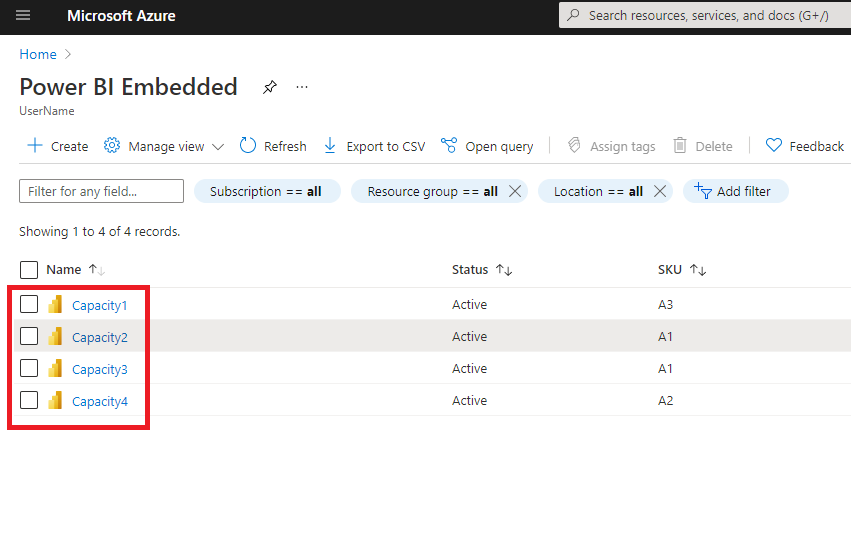 Microsoft Azure
Search resources, services, and docs (G+/)
Home
Power BI Embedded
UserName
Create Manage view Refresh Export to CSV Open query Assign tags Delete Feedback
Filter for any field... Subscription == all Resource group == all Location == all Add filter
Showing 1 to 4 of 4 records.
Name Status SKU
Capacity1 Active A3
Capacity2 Active A1
Capacity3 Active A1
Capacity4 Active A2